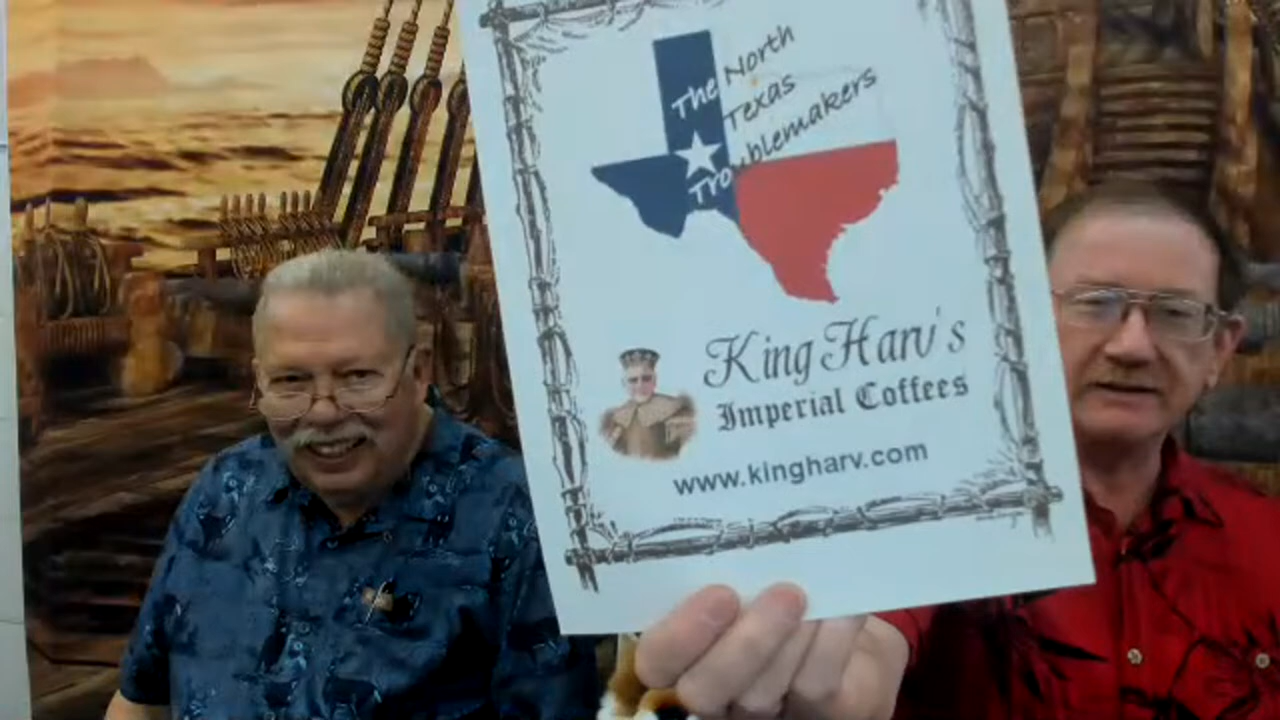 The North
Texas
Troublemakers
King Harv's
Imperial Coffees
www.kingharv.com